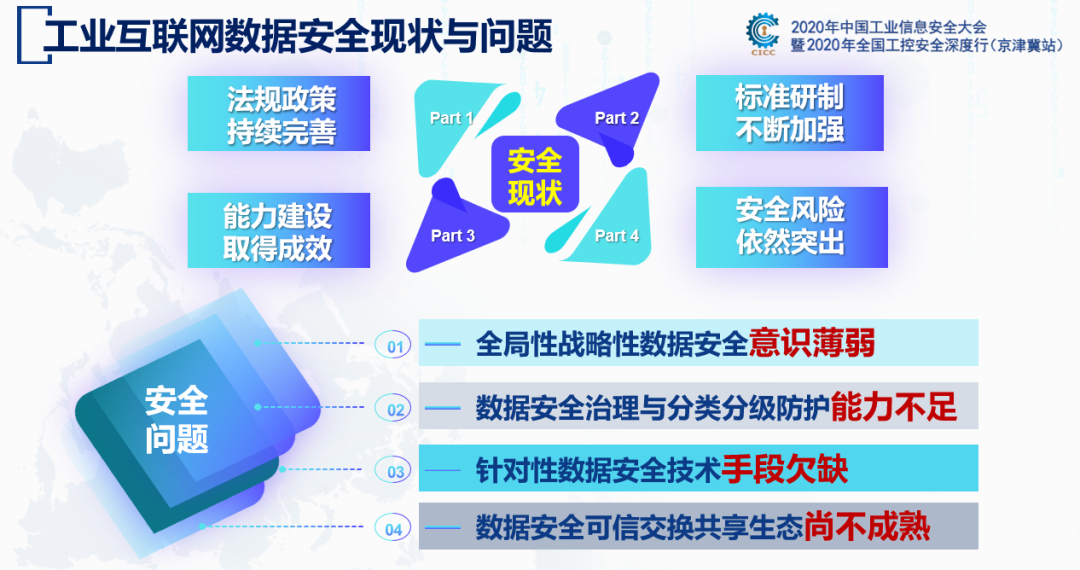 工业互联网数据安全现状与问题
CICC
2020年中国工业信息安全大会
暨2020年全国工控安全深度行（京津冀站）
法规政策
持续完善
Part 1
Part 2
标准研制
不断加强
安全
现状
能力建设
取得成效
Part 3
Part 4
安全风险
依然突出
安全
问题
01
全局性战略性数据安全意识薄弱
02
数据安全治理与分类分级防护能力不足
03
针对性数据安全技术手段欠缺
04
数据安全可信交换共享生态尚不成熟